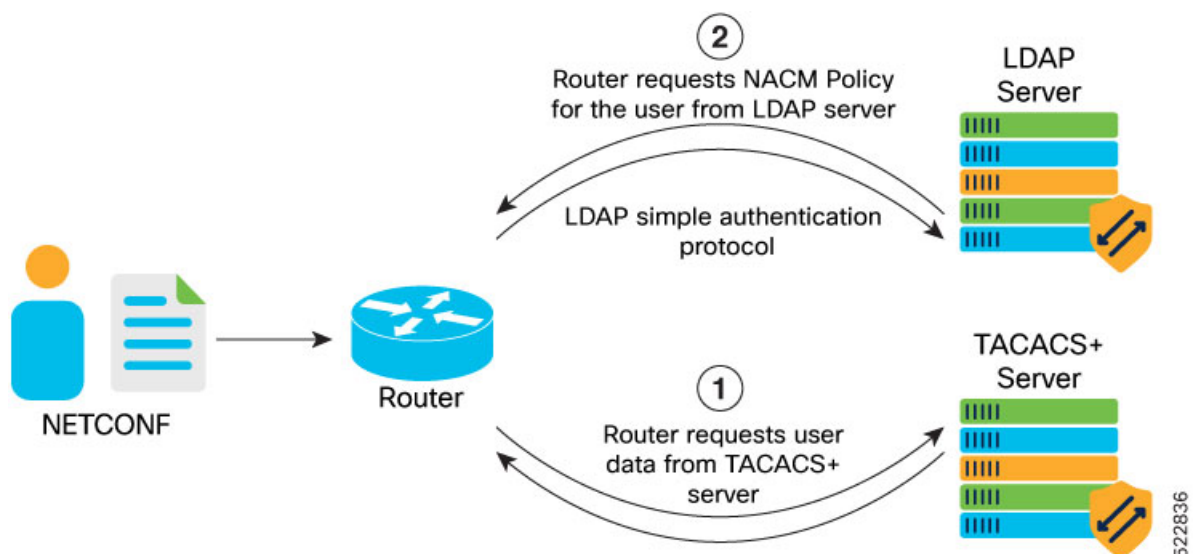 2
Router requests NACM Policy
for the user from LDAP server
LDAP simple authentication
protocol
LDAP
Server
NETCONF
Router
1
Router requests user
data from TACACS+
server
TACACS+
Server
522836